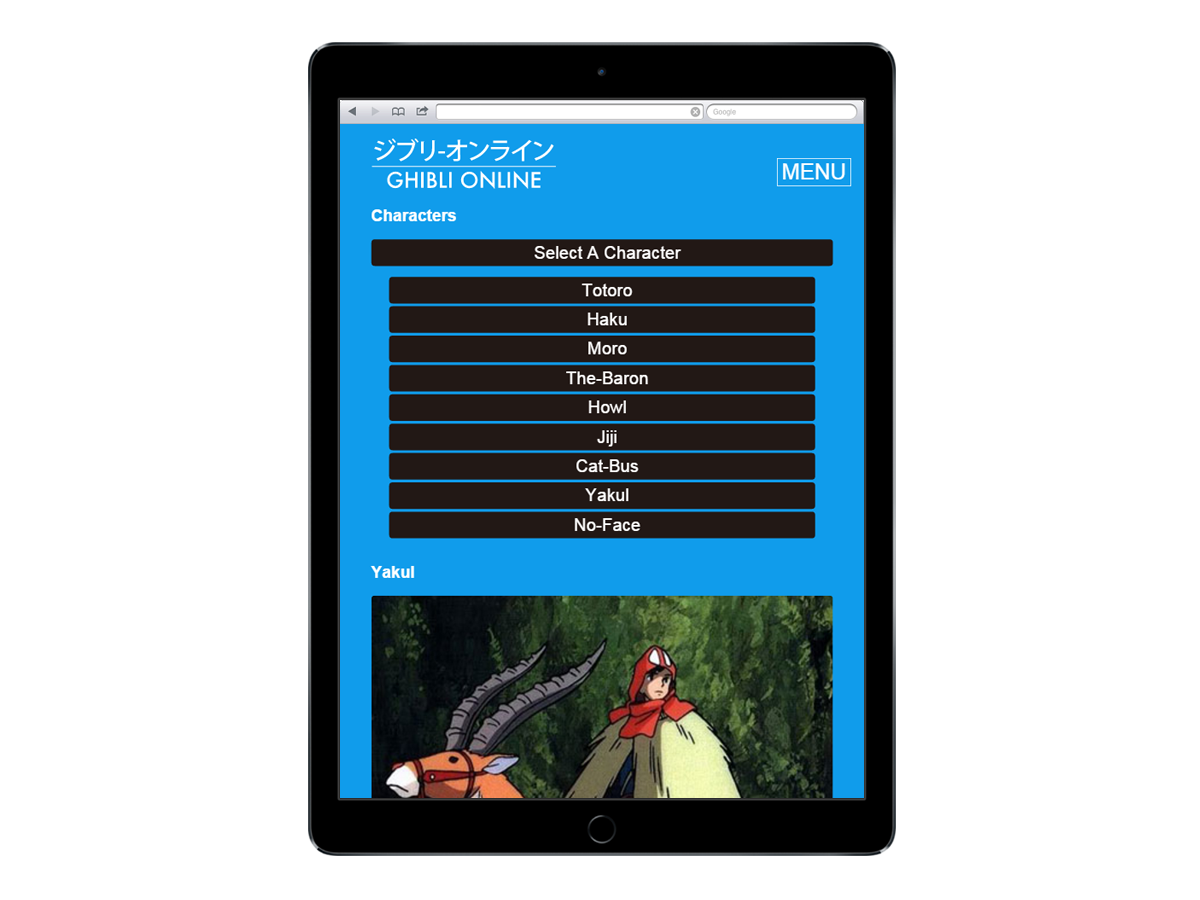 Google
ジブリ-オンライン
GHIBLI ONLINE
MENU
Characters
Select A Character
Totoro
Haku
Moro
The-Baron
Howl
Jiji
Cat-Bus
Yakul
No-Face
Yakul